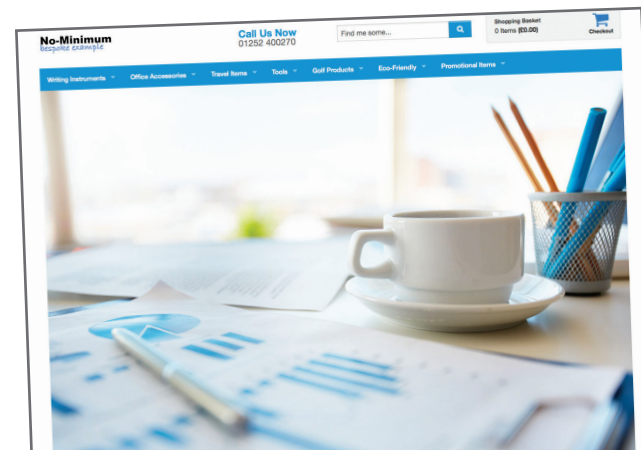 No-Minimum
bespoke example
Call Us Now
01252 400270
Find me some...
Shopping Basket
0 Items (£0.00)
Checkout
Writing Instruments
Office Accessories
Travel Items
Tools
Golf Products
Eco-Friendly
Promotional Items